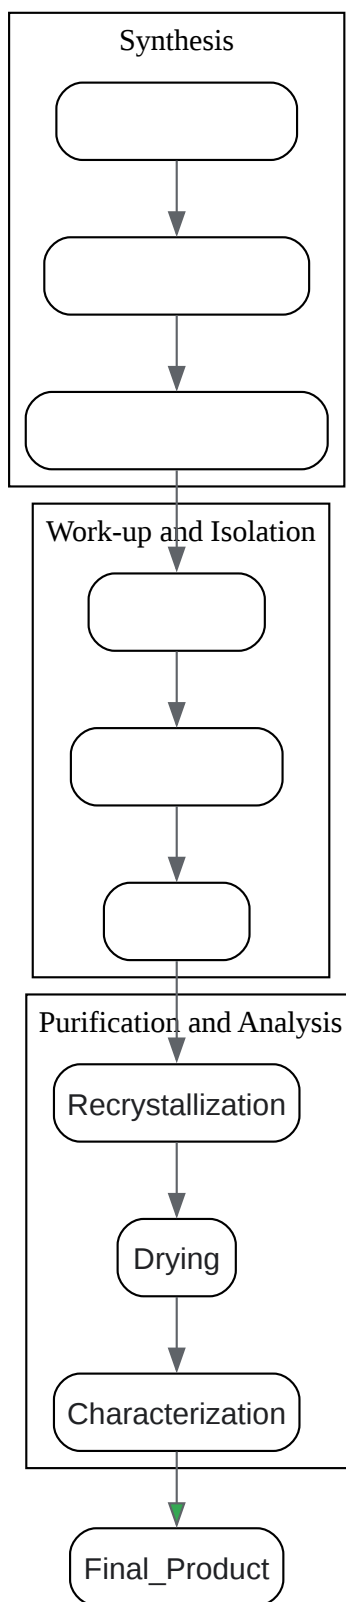 Synthesis
Work-up and Isolation
Purification and Analysis
Recrystallization
Drying
Characterization
Final_Product